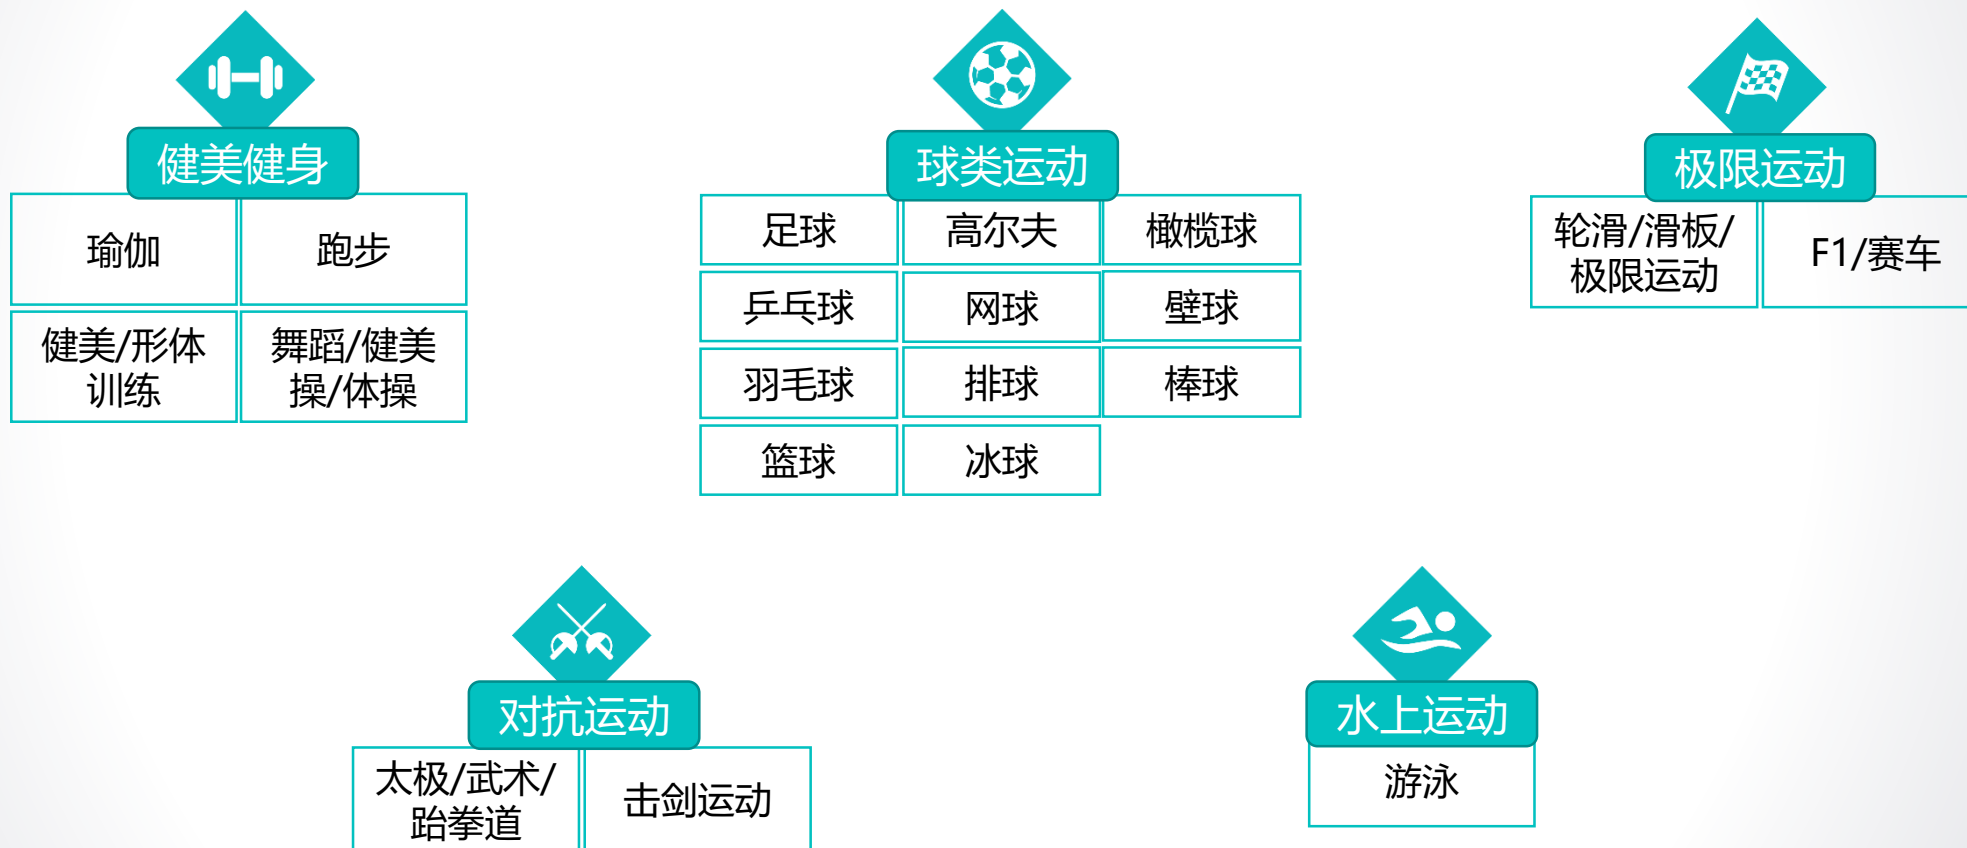 健美健身
瑜伽
跑步
健美/形体
训练
舞蹈/健美
操/体操
球类运动
足球
高尔夫
橄榄球
乒乓球
网球
壁球
羽毛球
排球
棒球
篮球
冰球
极限运动
轮滑/滑板/
极限运动
F1/赛车
对抗运动
太极/武术/
跆拳道
击剑运动
水上运动
游泳